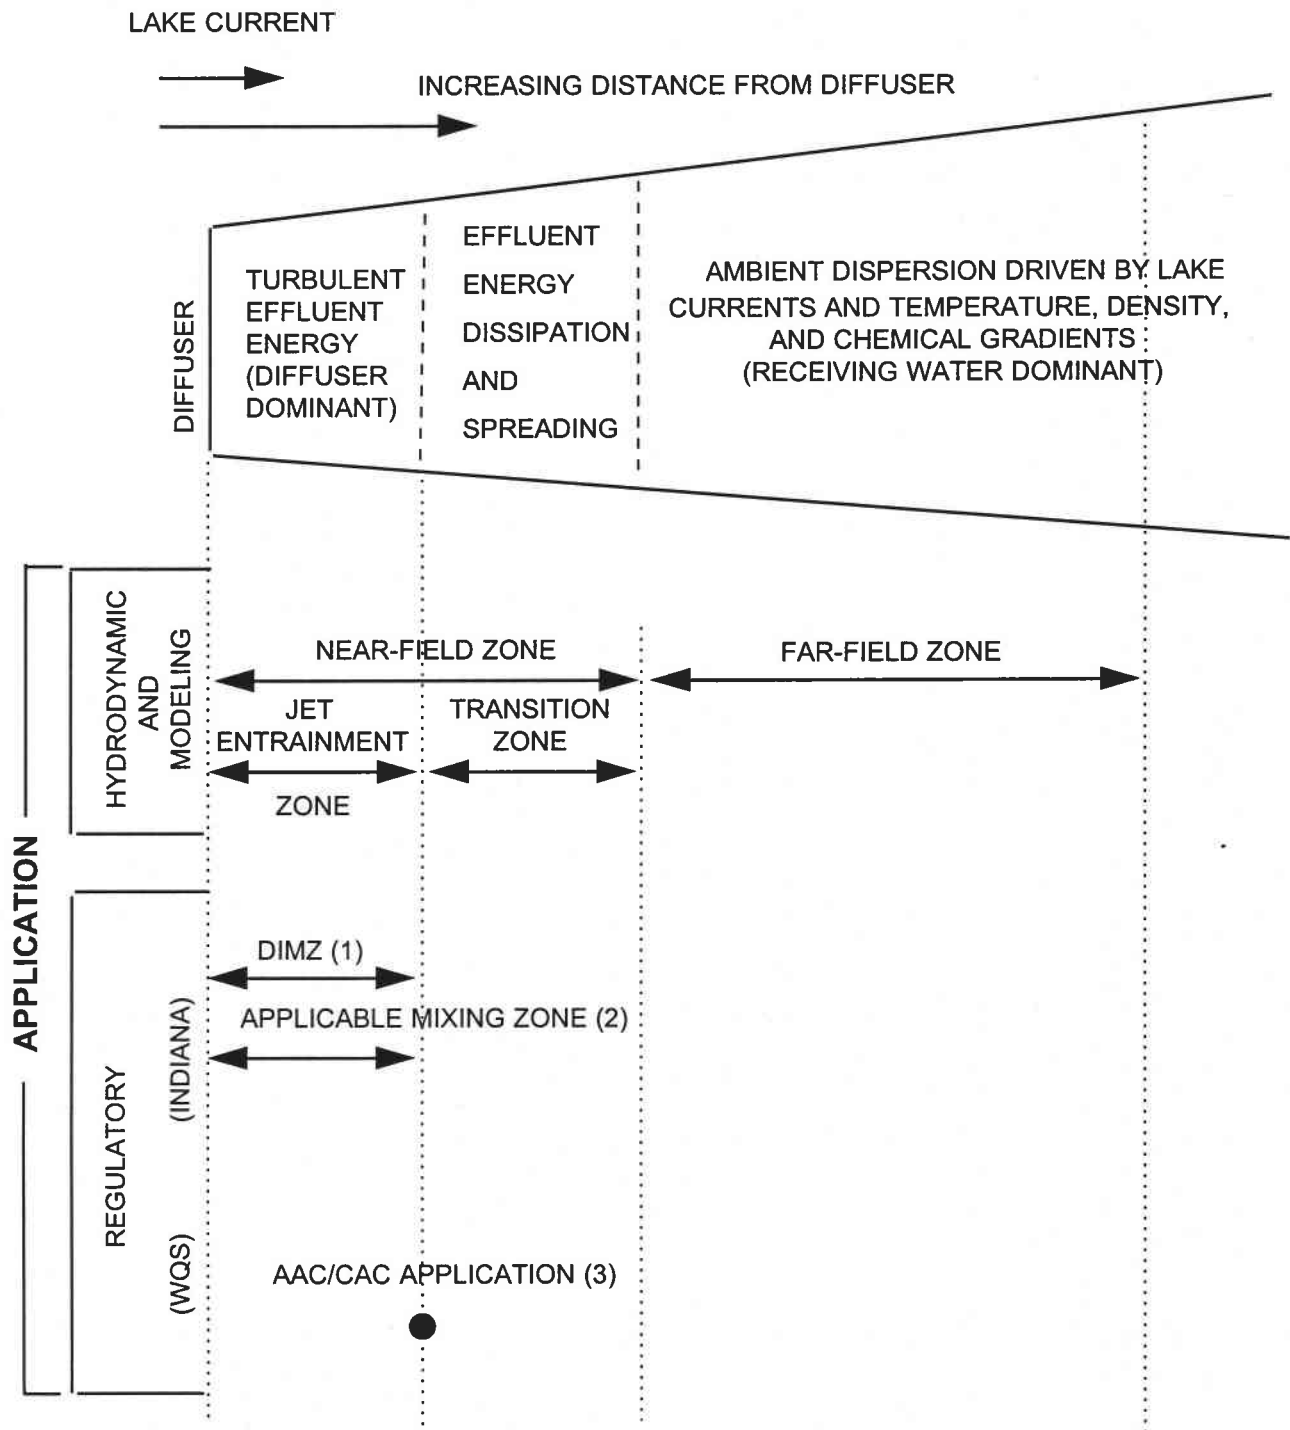 LAKE CURRENT
INCREASING DISTANCE FROM DIFFUSER
DIFFUSER
TURBULENT
EFFLUENT
ENERGY
(DIFFUSER
DOMINANT)
EFFLUENT
ENERGY
DISSIPATION
AND
SPREADING
AMBIENT DISPERSION DRIVEN BY LAKE
CURRENTS AND TEMPERATURE, DENSITY,
AND CHEMICAL GRADIENTS
(RECEIVING WATER DOMINANT)
APPLICATION
HYDRODYNAMIC
AND
MODELING
NEAR-FIELD ZONE
FAR-FIELD ZONE
JET
ENTRAINMENT
ZONE
TRANSITION
ZONE
REGULATORY
(INDIANA)
(WQS)
DIMZ (1)
APPLICABLE MIXING ZONE (2)
AAC/CAC APPLICATION (3)